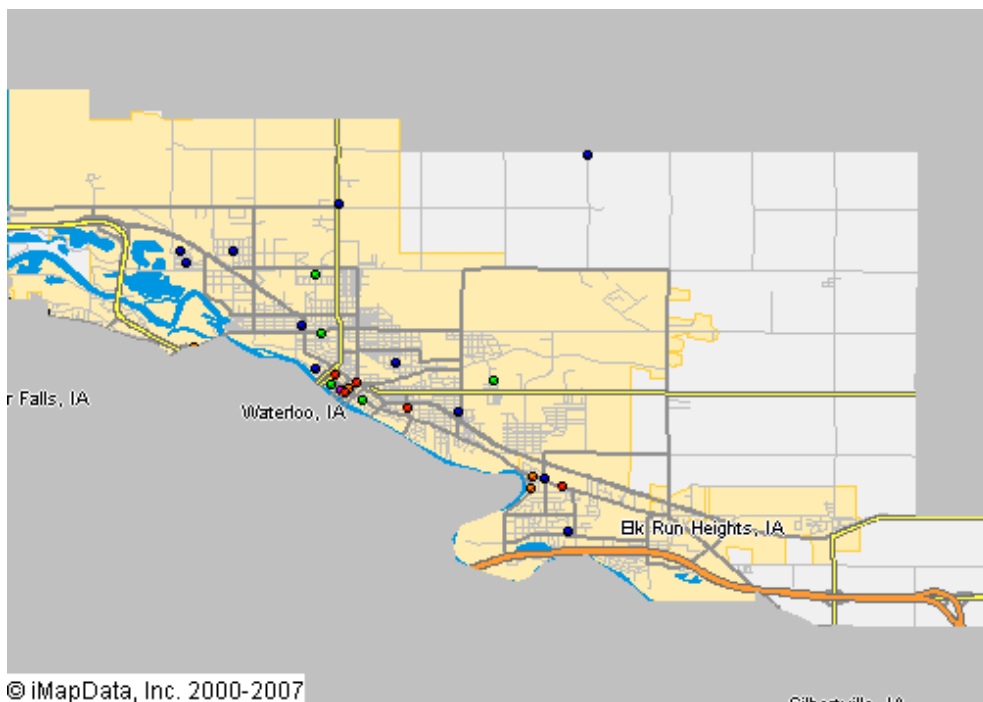 r Falls, IA
Waterloo, IA
Elk Run Heights, IA
© iMapData, Inc. 2000-2007